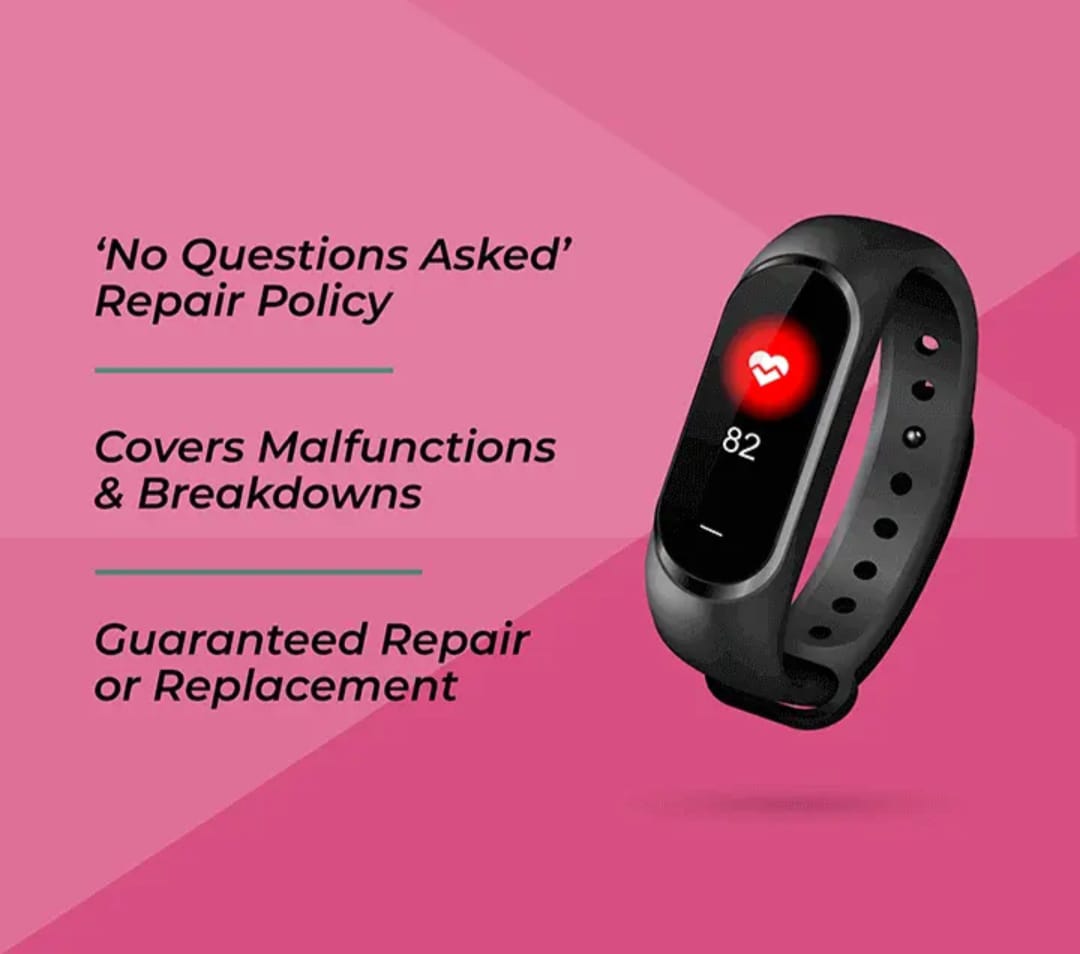 ‘No Questions Asked’
Repair Policy
Covers Malfunctions
& Breakdowns
Guaranteed Repair
or Replacement
82